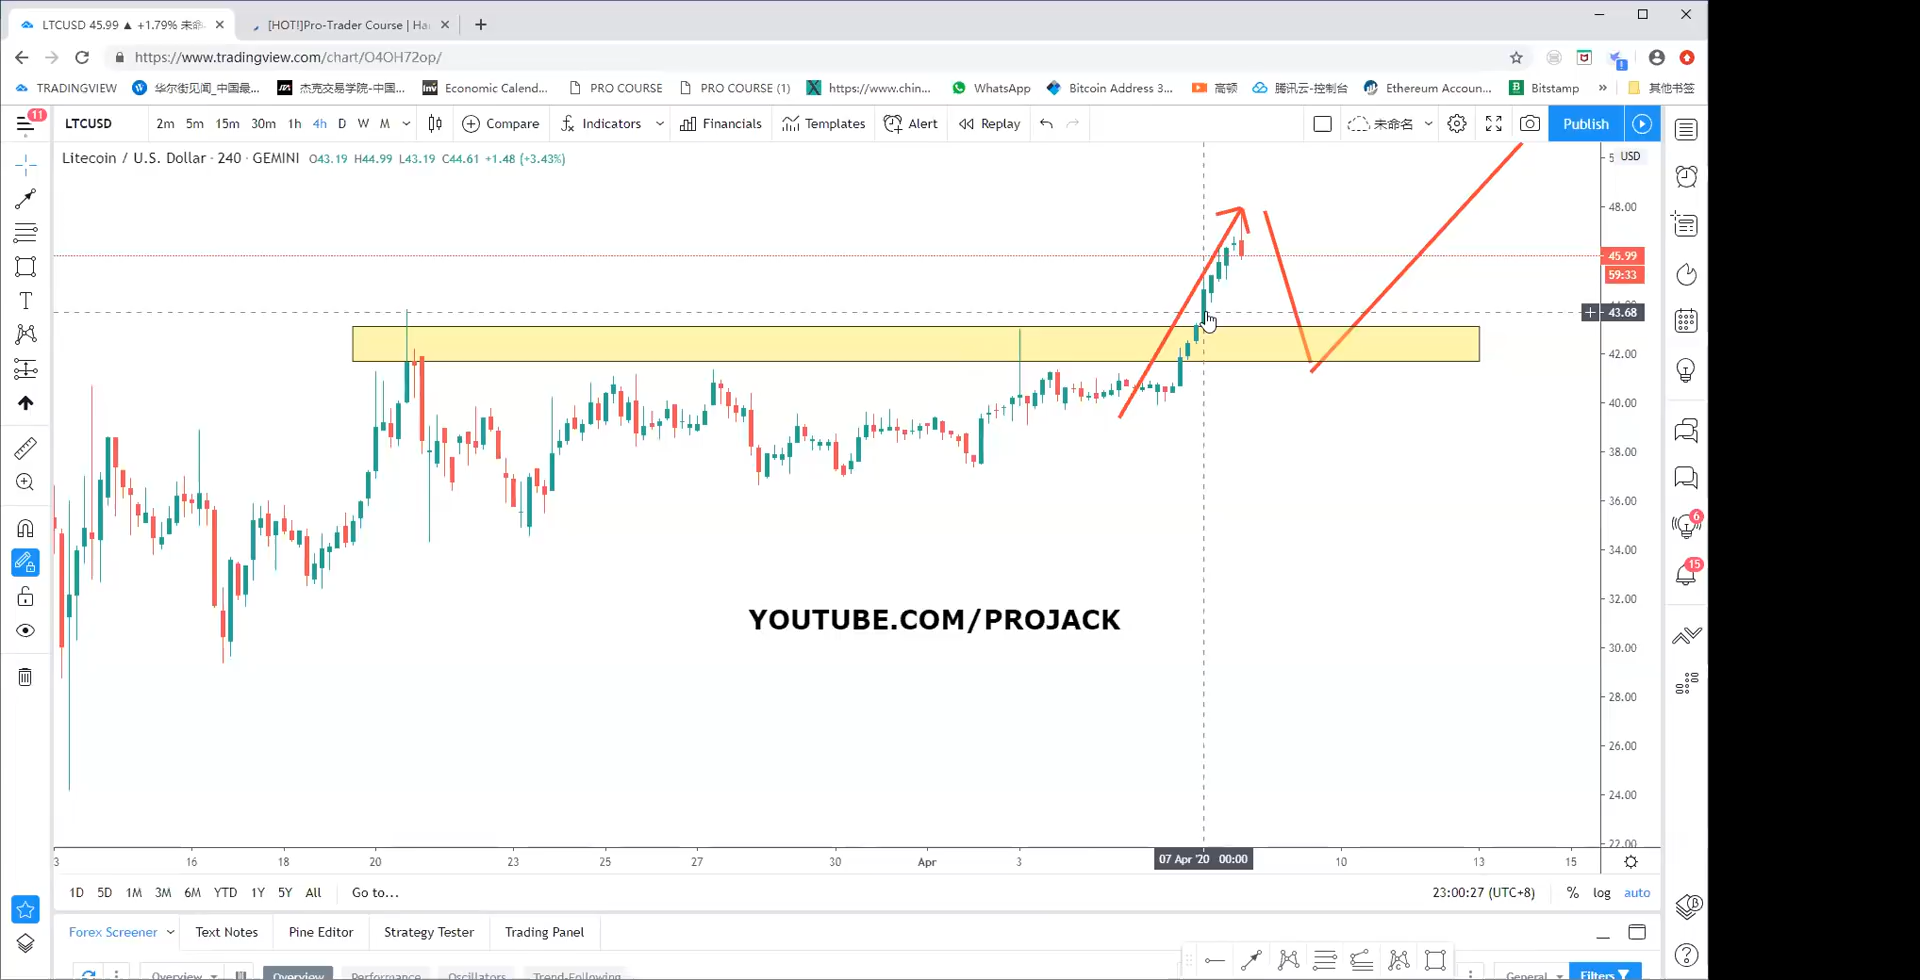 LTCUSD 45.99 ▲ +1.79% 未命
[HOT!]Pro-Trader Course | Ha
https://www.tradingview.com/chart/O4OH72op/
TRADINGVIEW 华尔街见闻_中国最... 杰克交易学院-中国... Economic Calend... PRO COURSE PRO COURSE (1) https://www.chin... WhatsApp Bitcoin Address 3... 高顿 腾讯云-控制台 Ethereum Accoun... Bitstamp » 其他书签
11 LTCUSD 2m 5m 15m 30m 1h 4h D W M Compare Indicators Financials Templates Alert Replay 未命名 Publish
Litecoin / U.S. Dollar · 240 · GEMINI O43.19 H44.99 L43.19 C44.61 +1.48 (+3.43%)
USD
48.00
45.99
59:33
43.68
42.00
40.00
38.00
36.00
34.00
32.00
30.00
28.00
26.00
24.00
22.00
YOUTUBE.COM/PROJACK
6
15
3 16 18 20 23 25 27 30 Apr 3 07 Apr '20 00:00 10 13 15
1D 5D 1M 3M 6M YTD 1Y 5Y All Go to... 23:00:27 (UTC+8) % log auto
Forex Screener Text Notes Pine Editor Strategy Tester Trading Panel
Overview Overview Performance Oscillators Trend-Following General Filters